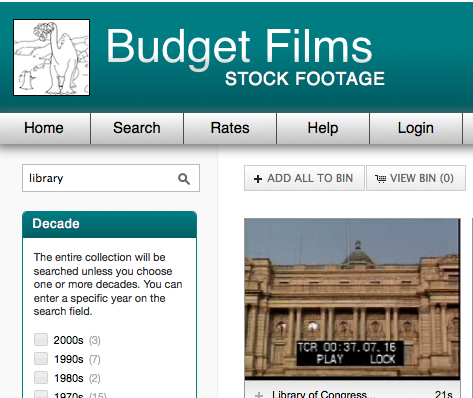 Budget Films
STOCK FOOTAGE
Home Search Rates Help Login
library
ADD ALL TO BIN VIEW BIN (0)
Decade
The entire collection will be
searched unless you choose
one or more decades. You can
enter a specific year on the
search field.
2000s (3)
1990s (7)
1980s (2)
1970s (15)
TCR 00:37.07.16
PLAY LOCK
Library of Congress... 21s